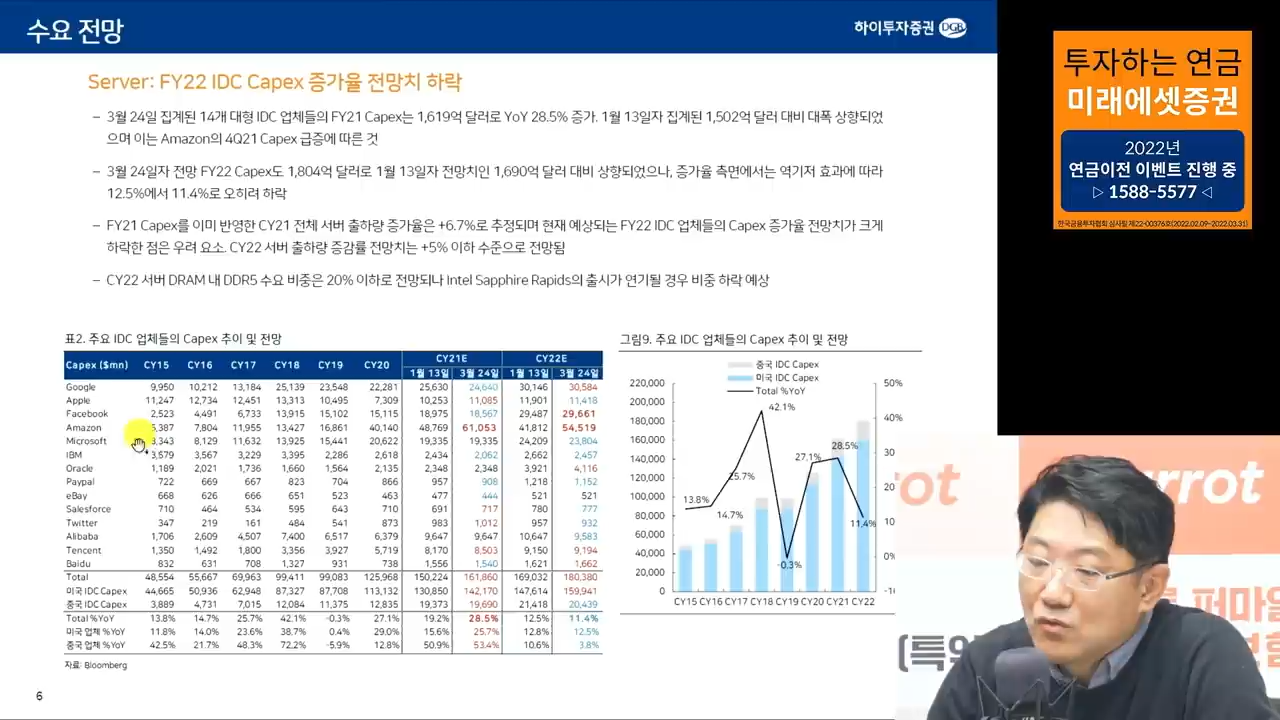 수요 전망
하이투자증권 DGB
Server: FY22 IDC Capex 증가율 전망치 하락
– 3월 24일 집계된 14개 대형 IDC 업체들의 FY21 Capex는 1,619억 달러로 YoY 28.5% 증가. 1월 13일자 집계된 1,502억 달러 대비 대폭 상향되었
으며 이는 Amazon의 4Q21 Capex 급증에 따른 것
– 3월 24일자 전망 FY22 Capex도 1,804억 달러로 1월 13일자 전망치인 1,690억 달러 대비 상향되었으나, 증가율 측면에서는 역기저 효과에 따라
12.5%에서 11.4%로 오히려 하락
– FY21 Capex를 이미 반영한 CY21 전체 서버 출하량 증가율은 +6.7%로 추정되며 현재 예상되는 FY22 IDC 업체들의 Capex 증가율 전망치가 크게
하락한 점은 우려 요소. CY22 서버 출하량 증감률 전망치는 +5% 이하 수준으로 전망됨
– CY22 서버 DRAM 내 DDR5 수요 비중은 20% 이하로 전망되나 Intel Sapphire Rapids의 출시가 연기될 경우 비중 하락 예상
표2. 주요 IDC 업체들의 Capex 추이 및 전망
Capex ($mn) CY15 CY16 CY17 CY18 CY19 CY20 CY21E CY22E
1월 13일 3월 24일 1월 13일 3월 24일
Google 9,950 10,212 13,184 25,139 23,548 22,281 25,630 24,640 30,146 30,584
Apple 11,247 12,734 12,451 13,313 10,495 7,309 10,253 11,085 11,901 11,418
Facebook 2,523 4,491 6,733 13,915 15,102 15,115 18,975 18,567 29,487 29,661
Amazon 7,804 11,955 13,427 16,861 40,140 48,769 61,053 41,812 54,519
Microsoft 8,129 11,632 13,925 15,441 20,622 19,335 19,335 24,209 23,804
IBM 3,579 3,567 3,229 3,395 2,286 2,618 2,434 2,062 2,662 2,457
Oracle 1,189 2,021 1,736 1,660 1,564 2,135 2,348 2,348 3,921 4,116
Paypal 722 669 667 823 704 866 957 908 1,218 1,152
eBay 668 626 666 651 523 463 477 444 521 521
Salesforce 710 464 534 595 643 710 691 717 780 777
Twitter 347 219 161 484 541 873 983 1,012 957 932
Alibaba 1,706 2,609 4,507 7,400 6,517 6,379 9,647 9,647 10,647 9,583
Tencent 1,350 1,492 1,800 3,356 3,927 5,719 8,170 8,503 9,150 9,194
Baidu 832 631 708 1,327 931 738 1,556 1,540 1,621 1,662
Total 48,554 55,667 69,963 99,411 99,083 125,968 150,224 161,860 169,032 180,380
미국 IDC Capex 44,665 50,936 62,948 87,327 87,708 113,132 130,850 142,170 147,614 159,941
중국 IDC Capex 3,889 4,731 7,015 12,084 11,375 12,835 19,373 19,690 21,418 20,439
Total %YoY 13.8% 14.7% 25.7% 42.1% -0.3% 27.1% 19.2% 28.5% 12.5% 11.4%
미국 업체 %YoY 11.8% 14.0% 23.6% 38.7% 0.4% 29.0% 15.6% 25.7% 12.8% 12.5%
중국 업체 %YoY 42.5% 21.7% 48.3% 72.2% -5.9% 12.8% 50.9% 53.4% 10.6% 3.8%
자료: Bloomberg
6
그림9. 주요 IDC 업체들의 Capex 추이 및 전망
중국 IDC Capex
미국 IDC Capex
Total %YoY
220,000 50%
200,000
180,000 40%
160,000
140,000 30
120,000
100,000 20
80,000
60,000 10
40,000 0%
20,000
0 -1
13.8% 14.7% 25.7% 42.1% -0.3% 27.1% 28.5% 11.4%
CY15 CY16 CY17 CY18 CY19 CY20 CY21 CY22
투자하는 연금
미래에셋증권
2022년
연금이전 이벤트 진행 중
▷ 1588-5577 ◁
한국금융투자협회 심사필 제22-00376호(2022.02.09~2022.03.31)
rot
rrot
퍼마일
(특